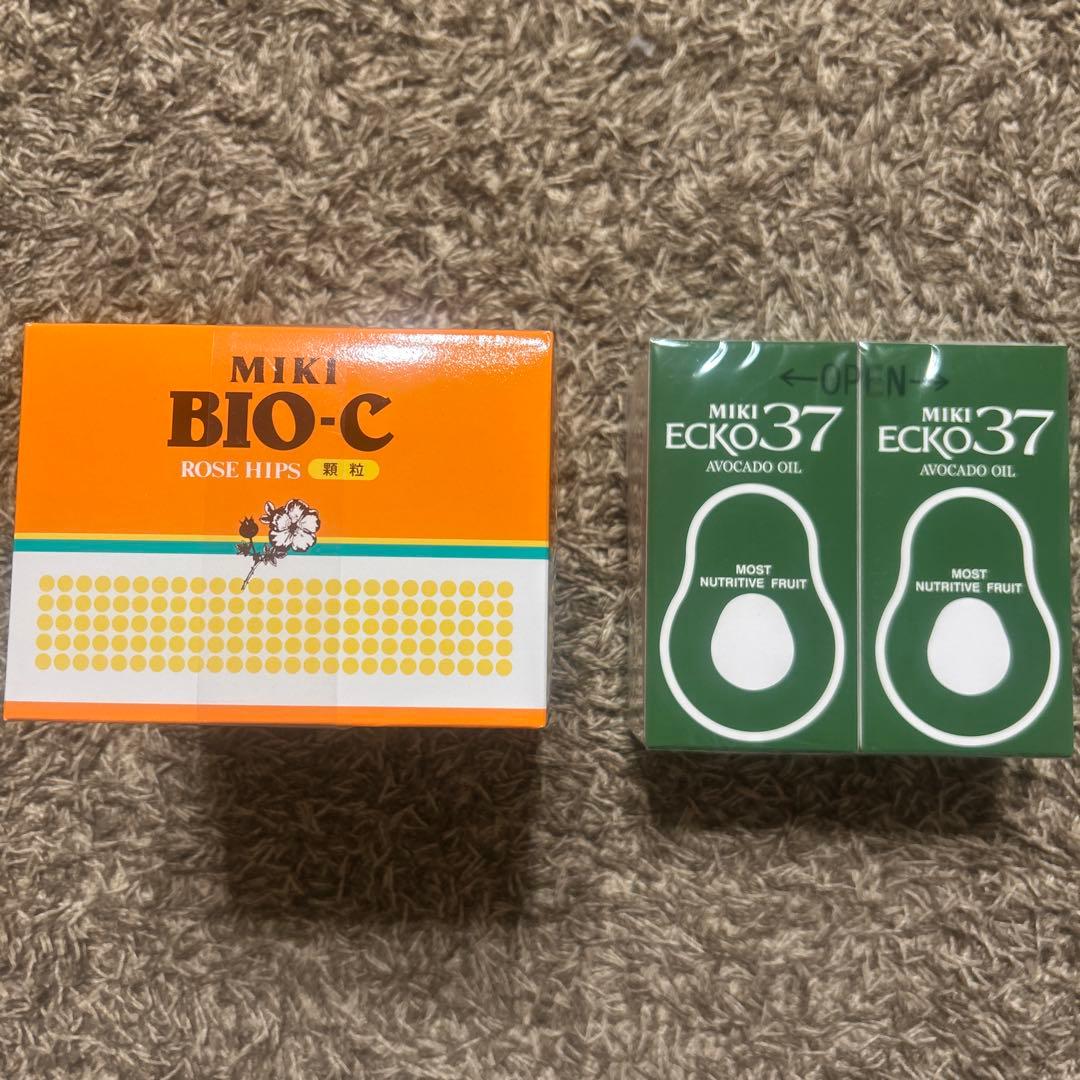 MIKI
BIO-C
ROSE HIPS 顆粒
←OPEN→
MIKI
ECKO37
AVOCADO OIL
MOST
NUTRITIVE FRUIT
MIKI
ECKO37
AVOCADO OIL
MOST
NUTRITIVE FRUIT